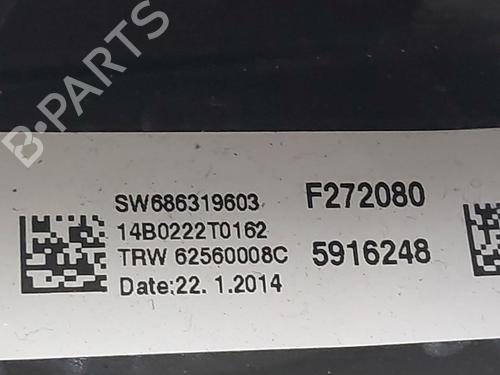 B-PARTS
SW686319603
F272080
14B0222T0162
TRW 62560008C
5916248
Date:22. 1.2014